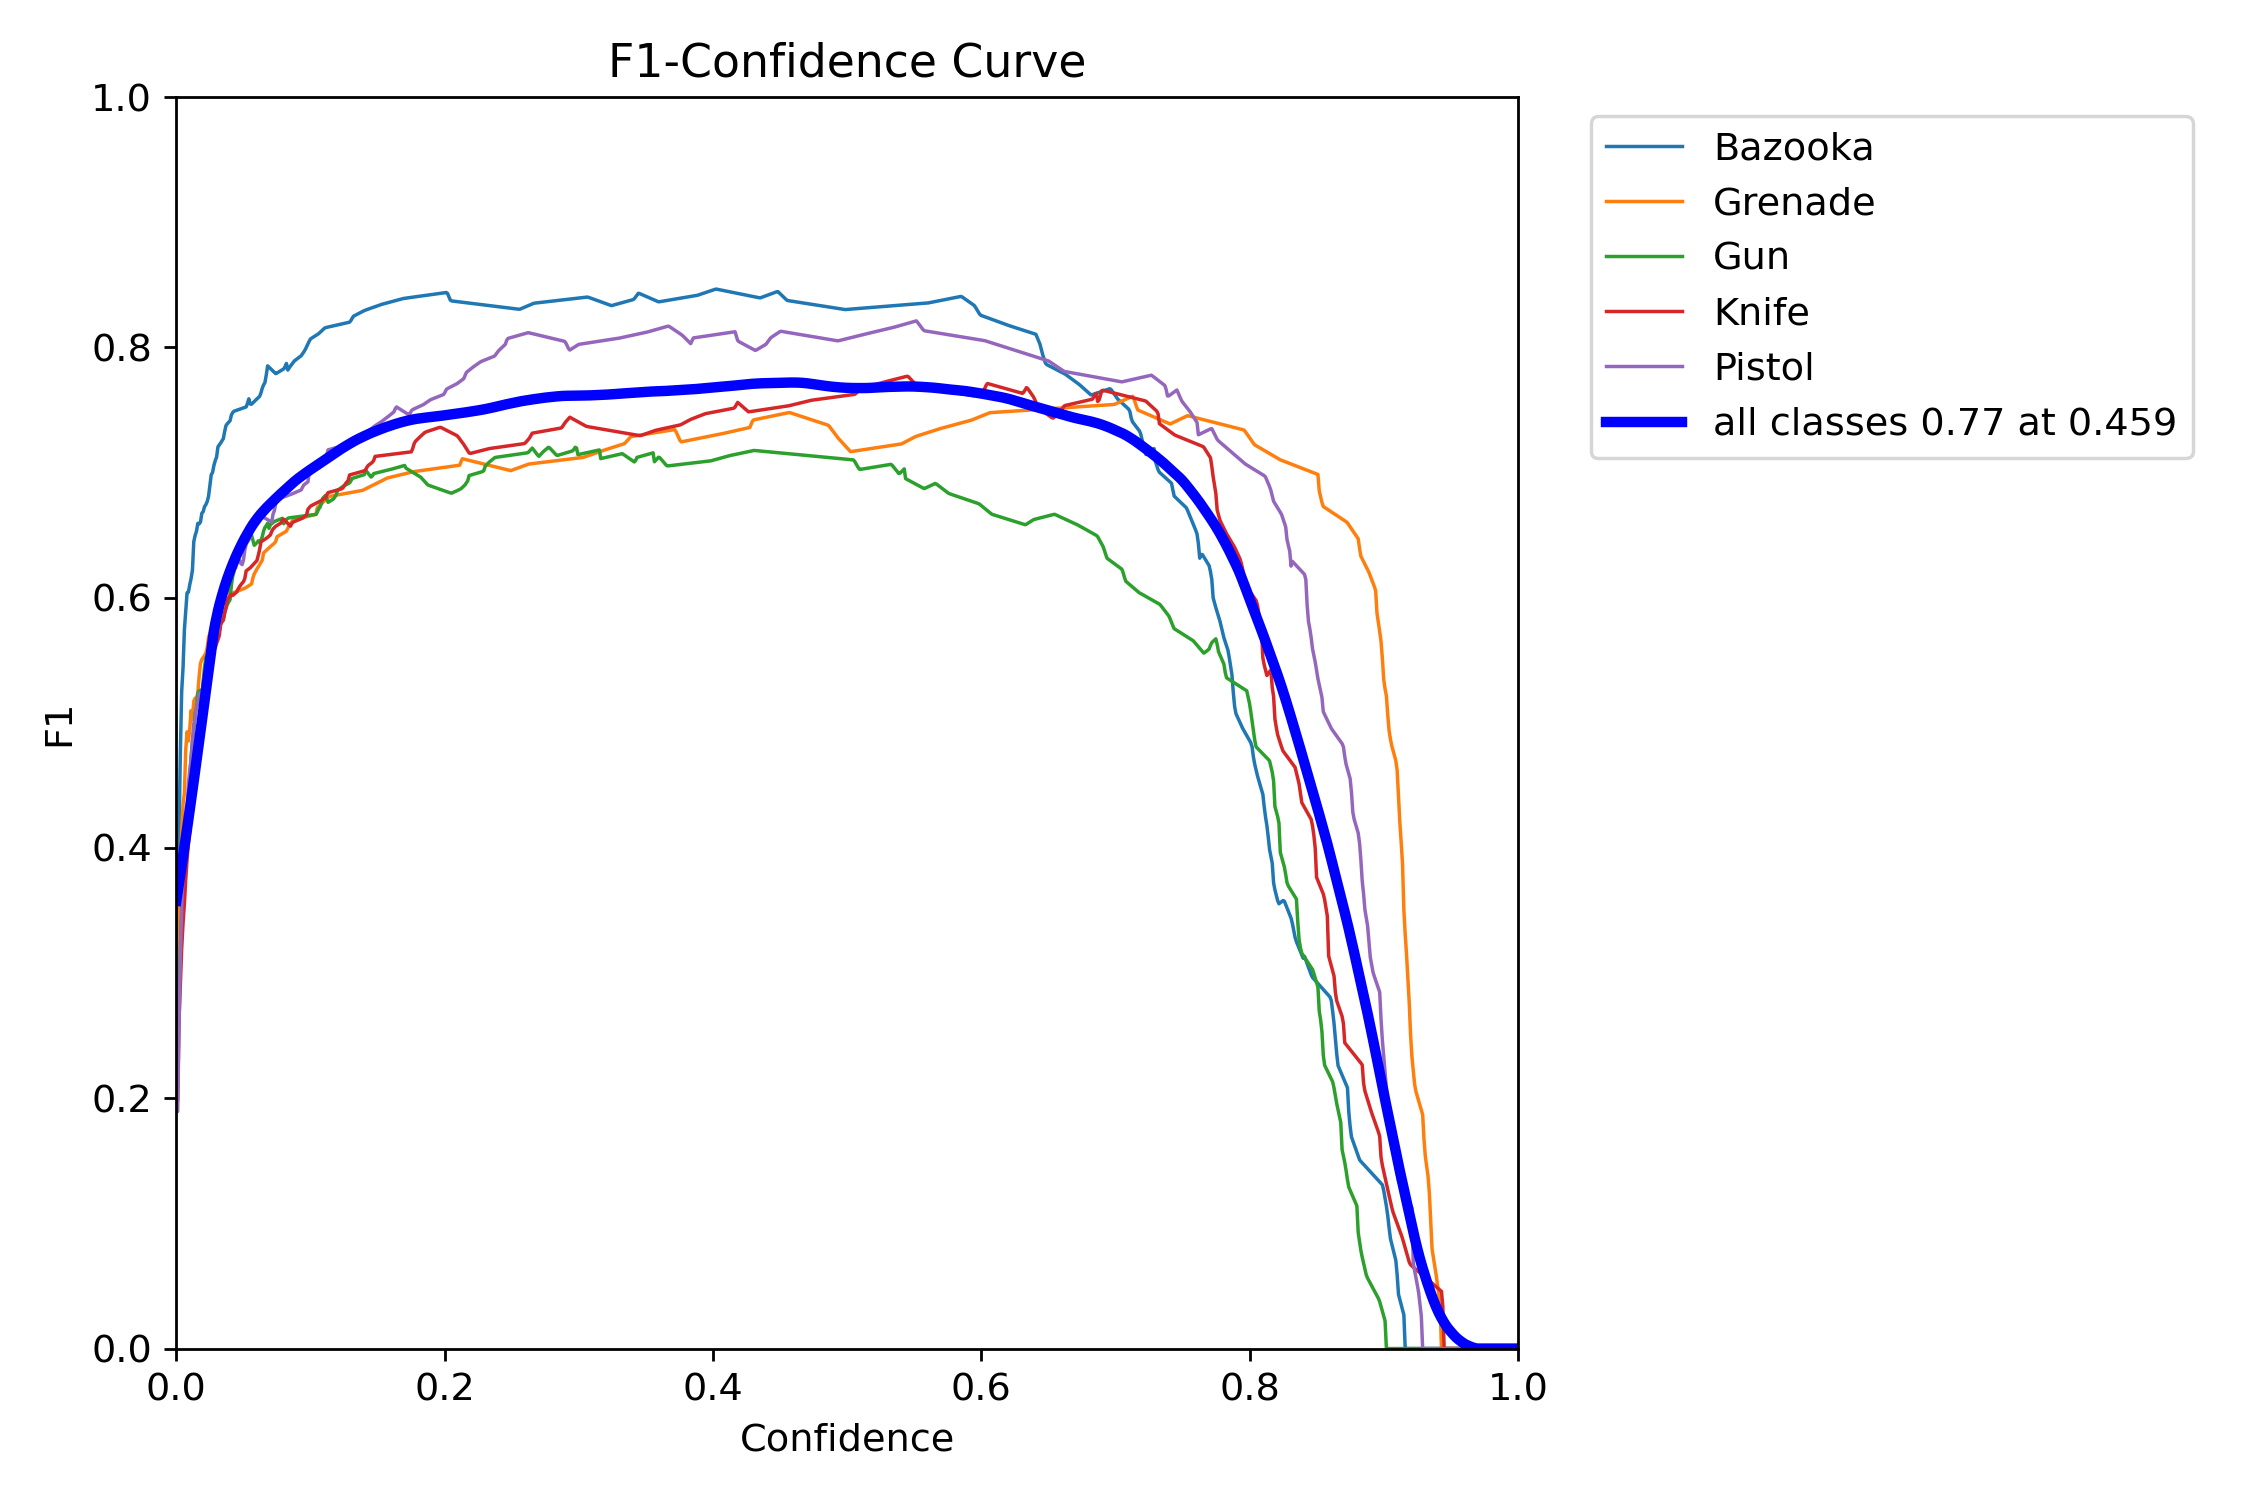 F1-Confidence Curve
1.0
0.8
0.6
0.4
0.2
0.0
F1
0.0 0.2 0.4 0.6 0.8 1.0
Confidence
Bazooka
Grenade
Gun
Knife
Pistol
all classes 0.77 at 0.459